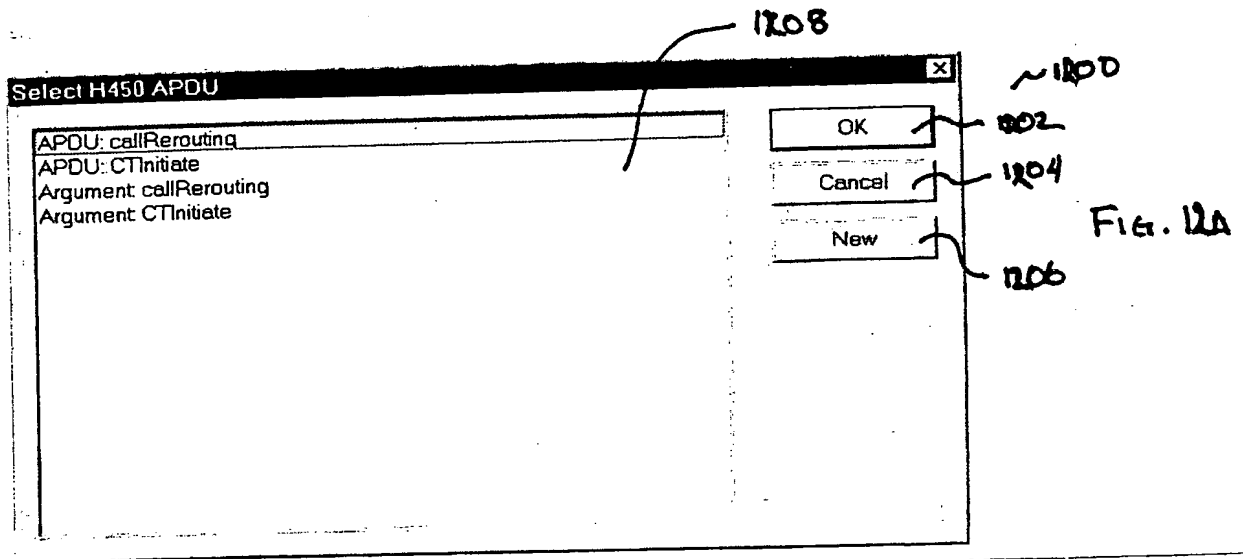 1208
Select H450 APDU
1200
APDU: callRerouting
APDU: CTInitiate
Argument: callRerouting
Argument: CTInitiate
OK
1202
Cancel
1204
New
1206
FIG. 12A